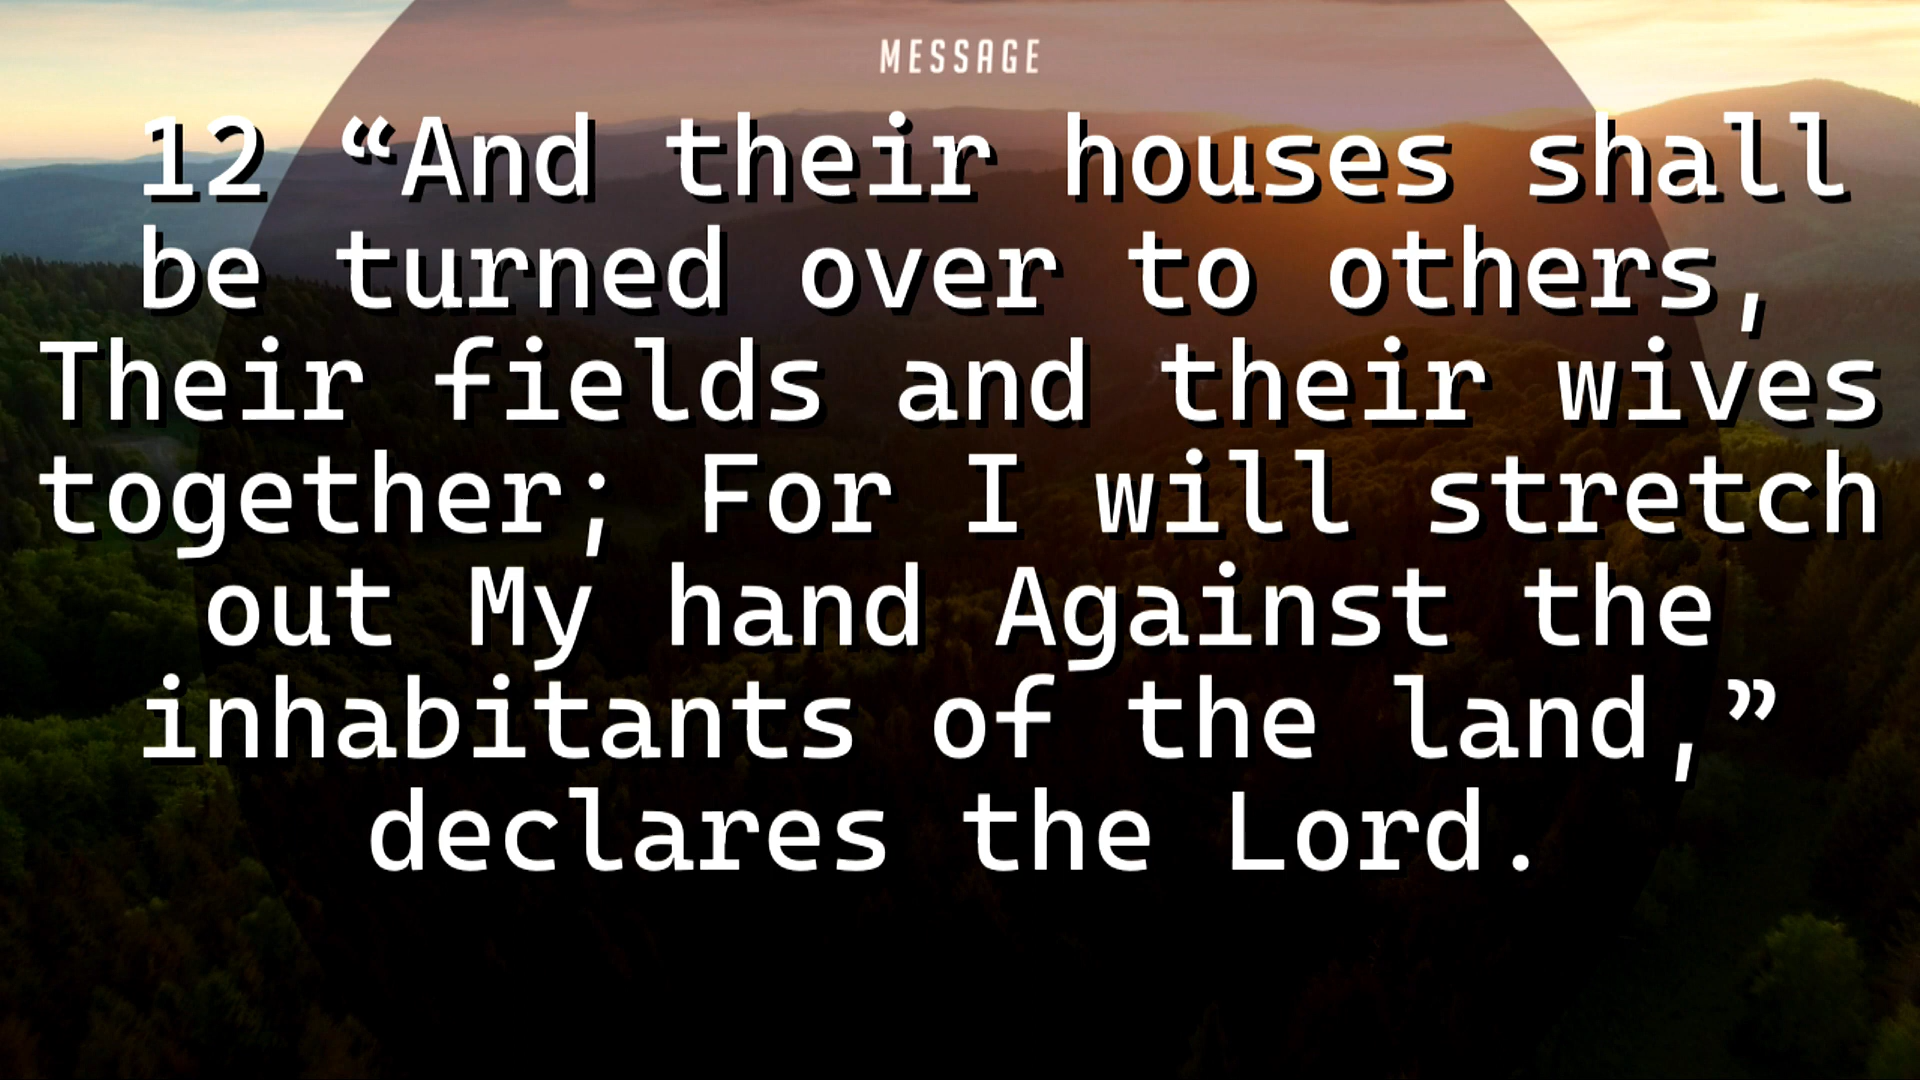 MESSAGE
12 “And their houses shall
be turned over to others,
Their fields and their wives
together; For I will stretch
out My hand Against the
inhabitants of the land,”
declares the Lord.